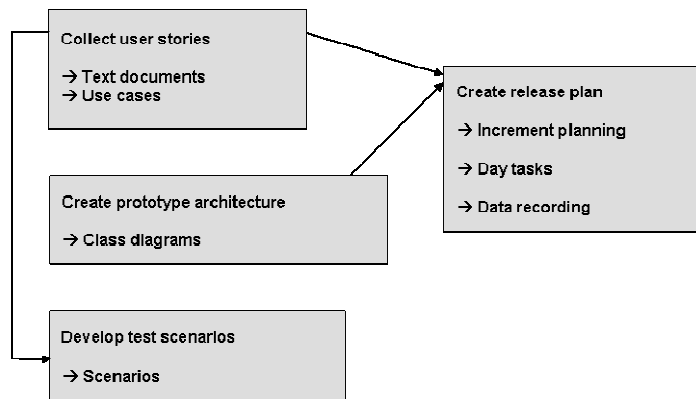 Collect user stories
→ Text documents
→ Use cases
Create prototype architecture
→ Class diagrams
Develop test scenarios
→ Scenarios
Create release plan
→ Increment planning
→ Day tasks
→ Data recording